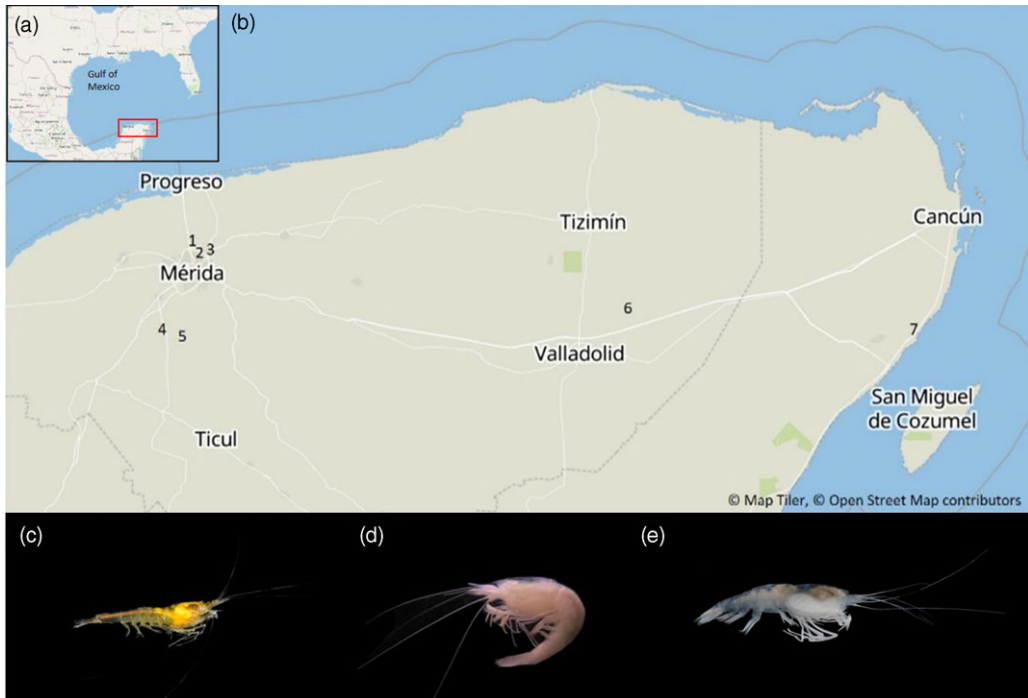 (a)
(b)
Gulf of
Mexico
Progreso
Tizimín
Cancún
1
2
3
Mérida
4
5
6
7
Valladolid
San Miguel
de Cozumel
Ticul
© Map Tiler, © Open Street Map contributors
(c)
(d)
(e)